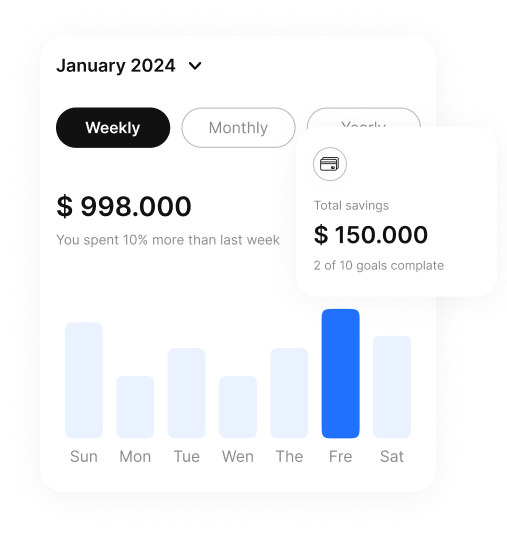 January 2024
Weekly
Monthly
Yearly
$ 998.000
You spent 10% more than last week
Total savings
$ 150.000
2 of 10 goals complate
Sun
Mon
Tue
Wen
The
Fre
Sat